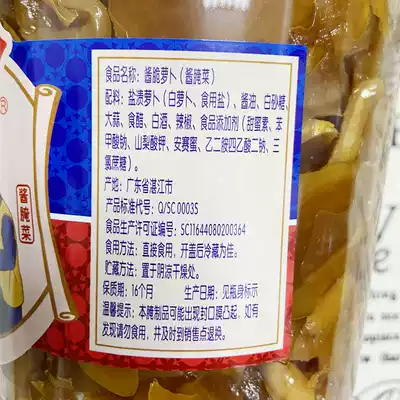 食品名称：酱脆萝卜（酱腌菜）
配料：盐渍萝卜（白萝卜、食用盐）、酱油、白砂糖、
大蒜、食醋、白酒、辣椒、食品添加剂（甜蜜素、苯
甲酸钠、山梨酸钾、安赛蜜、乙二胺四乙酸二钠、三
氯蔗糖）。
产地：广东省湛江市
产品标准代号：Q/SC 0003S
食品生产许可证编号：SC11644080200364
食用方法：直接食用，开盖后冷藏为佳。
贮藏方法：置于阴凉干燥处。
保质期：16个月 生产日期：见瓶身标示
温馨提示：本腌制品可能出现封口膜凸起，如有
发现请勿食用，并及时到销售点退换。
®
酱腌菜